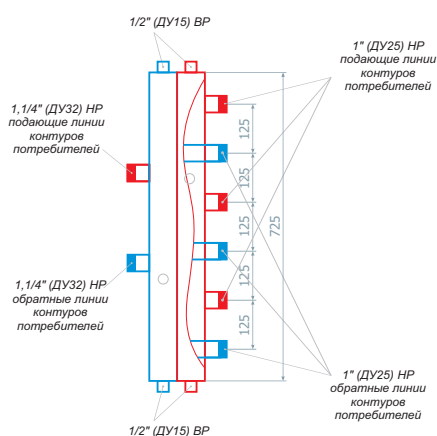 1/2" (ДУ15) ВР
1" (ДУ25) НР
подающие линии
контуров
потребителей
1,1/4" (ДУ32) НР
подающие линии
контуров
потребителей
125
125
125
725
125
125
1,1/4" (ДУ32) НР
обратные линии
контуров
потребителей
1" (ДУ25) НР
обратные линии
контуров
потребителей
1/2" (ДУ15) ВР